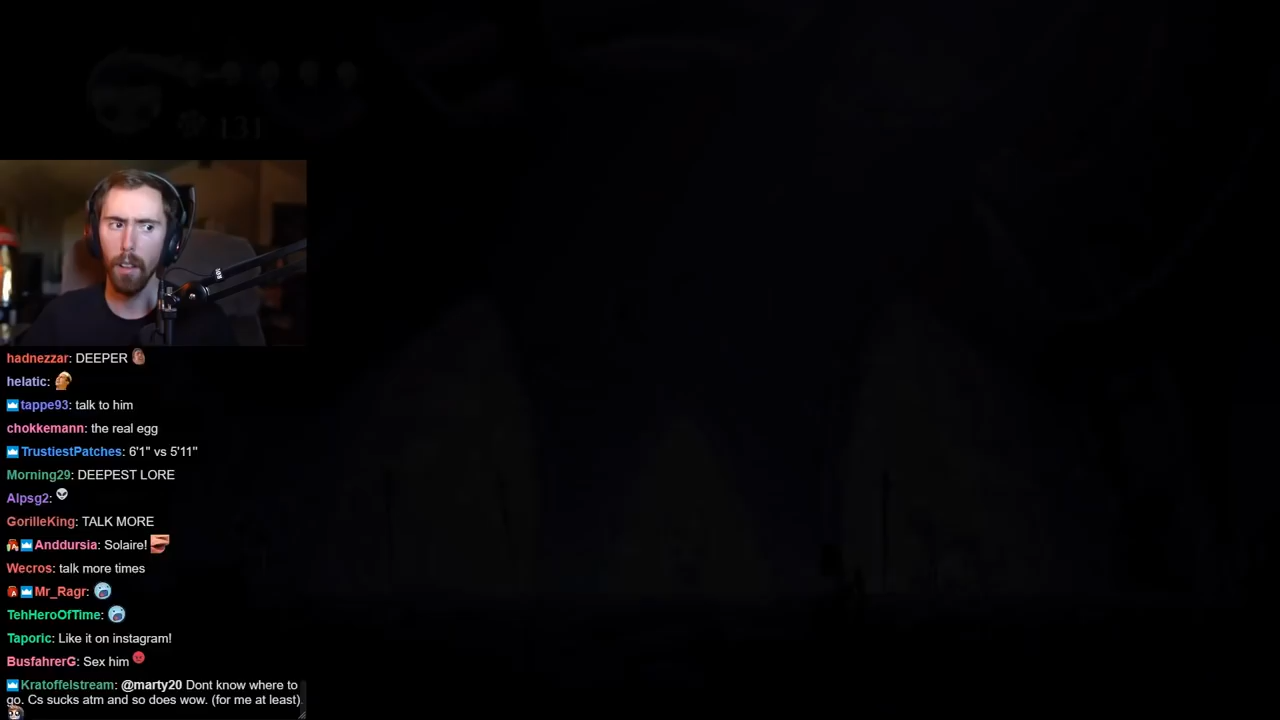 131
hadnezzar: DEEPER
helatic:
tappe93: talk to him
chokkemann: the real egg
TrustiestPatches: 6'1" vs 5'11"
Morning29: DEEPEST LORE
Alpsg2:
GorilleKing: TALK MORE
Anddursia: Solaire!
Wecros: talk more times
Mr_Ragr:
TehHeroOfTime:
Taporic: Like it on instagram!
BusfahrerG: Sex him
Kratoffelstream: @marty20 Dont know where to
go. Cs sucks atm and so does wow. (for me at least)